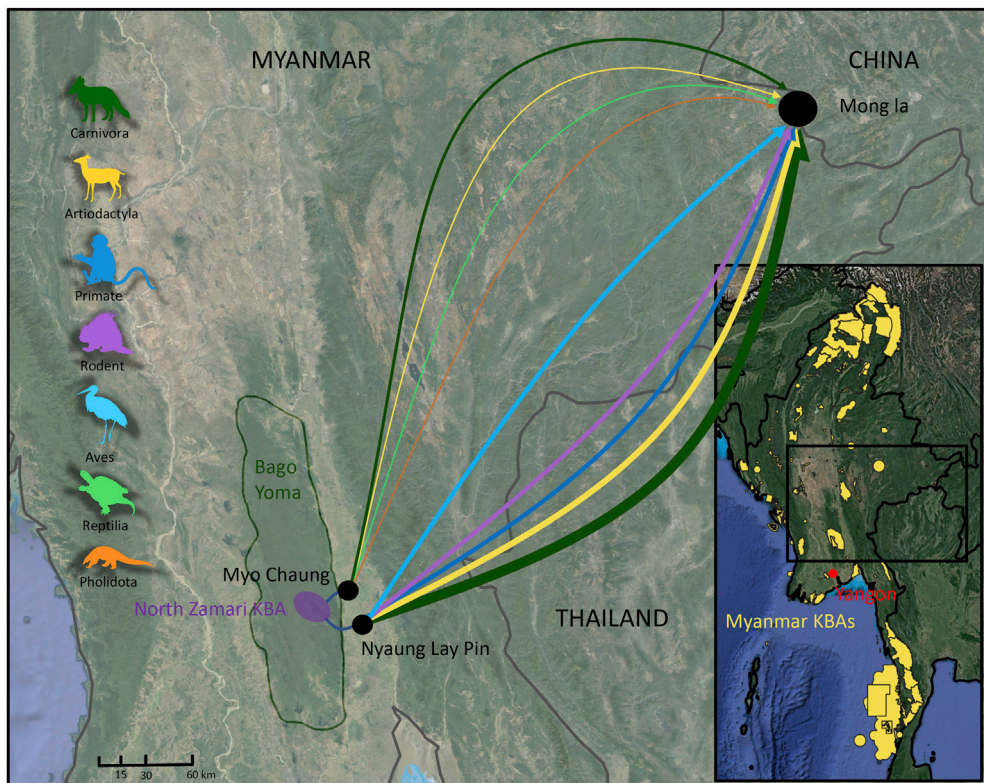 MYANMAR
CHINA
Mong la
Carnivora
Artiodactyla
Primate
Rodent
Aves
Reptilia
Pholidota
Bago
Yoma
Myo Chaung
North Zamari KBA
Nyaung Lay Pin
THAILAND
Yangon
Myanmar KBAs
15 30 60 km